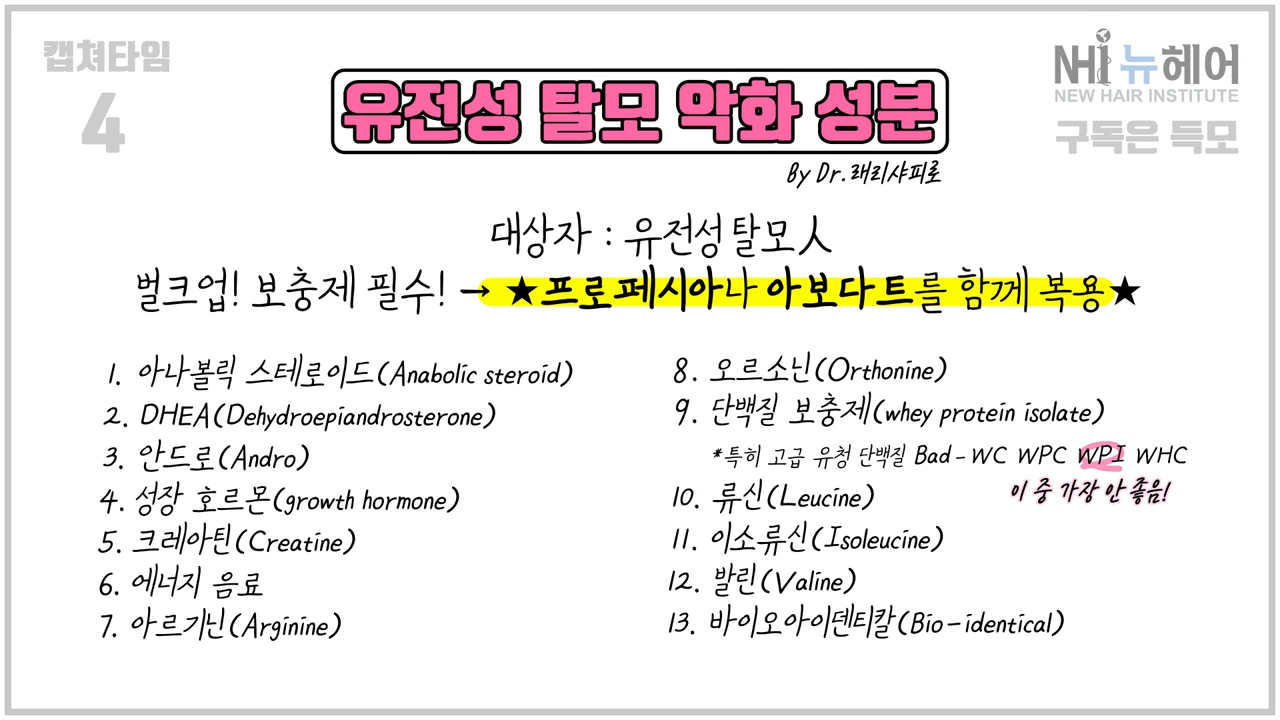 캡쳐타임
4
NHI 뉴헤어
NEW HAIR INSTITUTE
구독은 득모
유전성 탈모 악화 성분
By Dr.래리샤피로
대상자 : 유전성탈모人
벌크업! 보충제 필수! → ★프로페시아나 아보다트를 함께 복용★
1. 아나볼릭 스테로이드(Anabolic steroid)
2. DHEA(Dehydroepiandrosterone)
3. 안드로(Andro)
4. 성장 호르몬(growth hormone)
5. 크레아틴(Creatine)
6. 에너지 음료
7. 아르기닌(Arginine)
8. 오르소닌(Orthonine)
9. 단백질 보충제(whey protein isolate)
*특히 고급 유청 단백질 Bad-WC WPC WPI WHC
이 중 가장 안 좋음!
10. 류신(Leucine)
11. 이소류신(Isoleucine)
12. 발린(Valine)
13. 바이오아이덴티칼(Bio-identical)